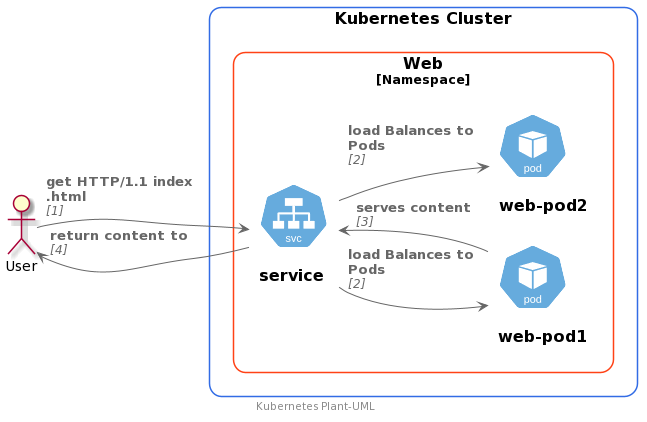 Kubernetes Cluster
Web
[Namespace]
load Balances to
Pods
[2]
pod
web-pod2
get HTTP/1.1 index
.html
[1]
serves content
[3]
svc
service
return content to
[4]
User
load Balances to
Pods
[2]
pod
web-pod1
Kubernetes Plant-UML